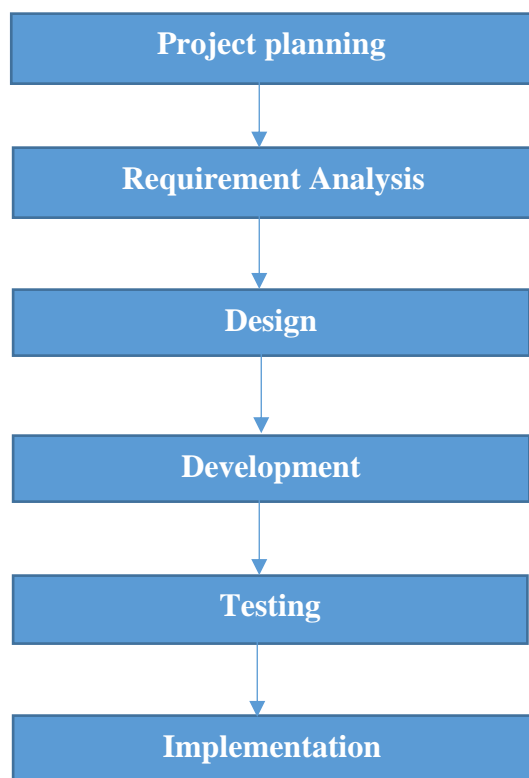 Project planning
Requirement Analysis
Design
Development
Testing
Implementation